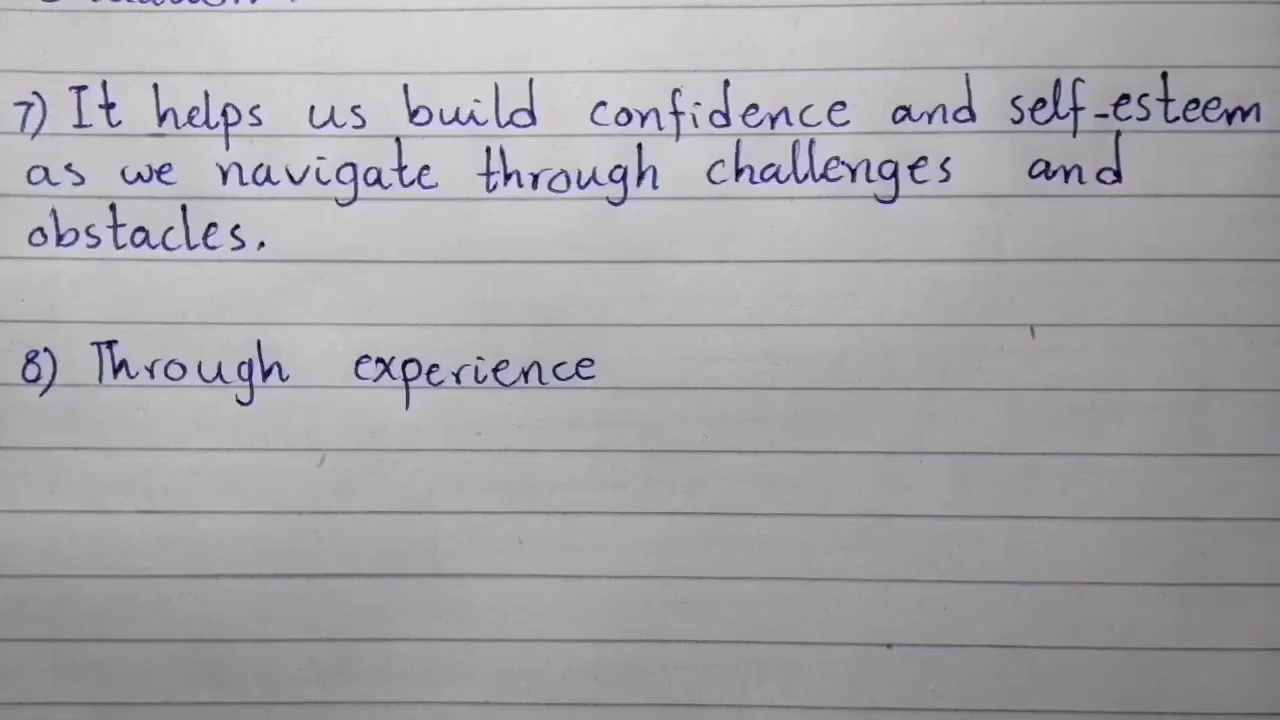 7) It helps us build confidence and self-esteem
as we navigate through challenges and
obstacles.
8) Through experience